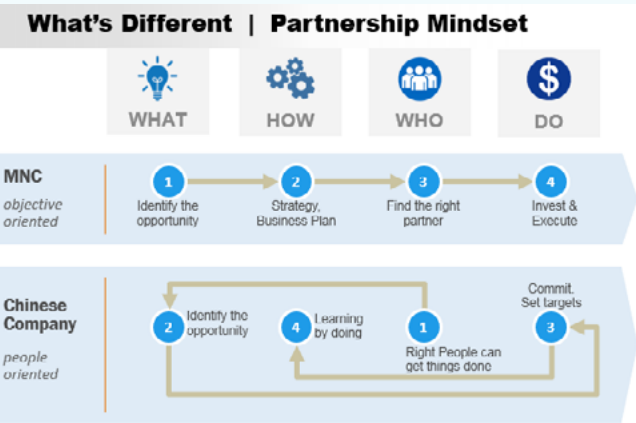 What's Different | Partnership Mindset
$
WHAT
HOW
WHO
DO
MNC
objective
oriented
1
2
3
4
Identify the
opportunity
Strategy,
Business Plan
Find the right
partner
Invest &
Execute
Chinese
Company
people
oriented
2
Identify the
opportunity
4
Learning
by doing
1
Right People can
get things done
Commit.
Set targets
3